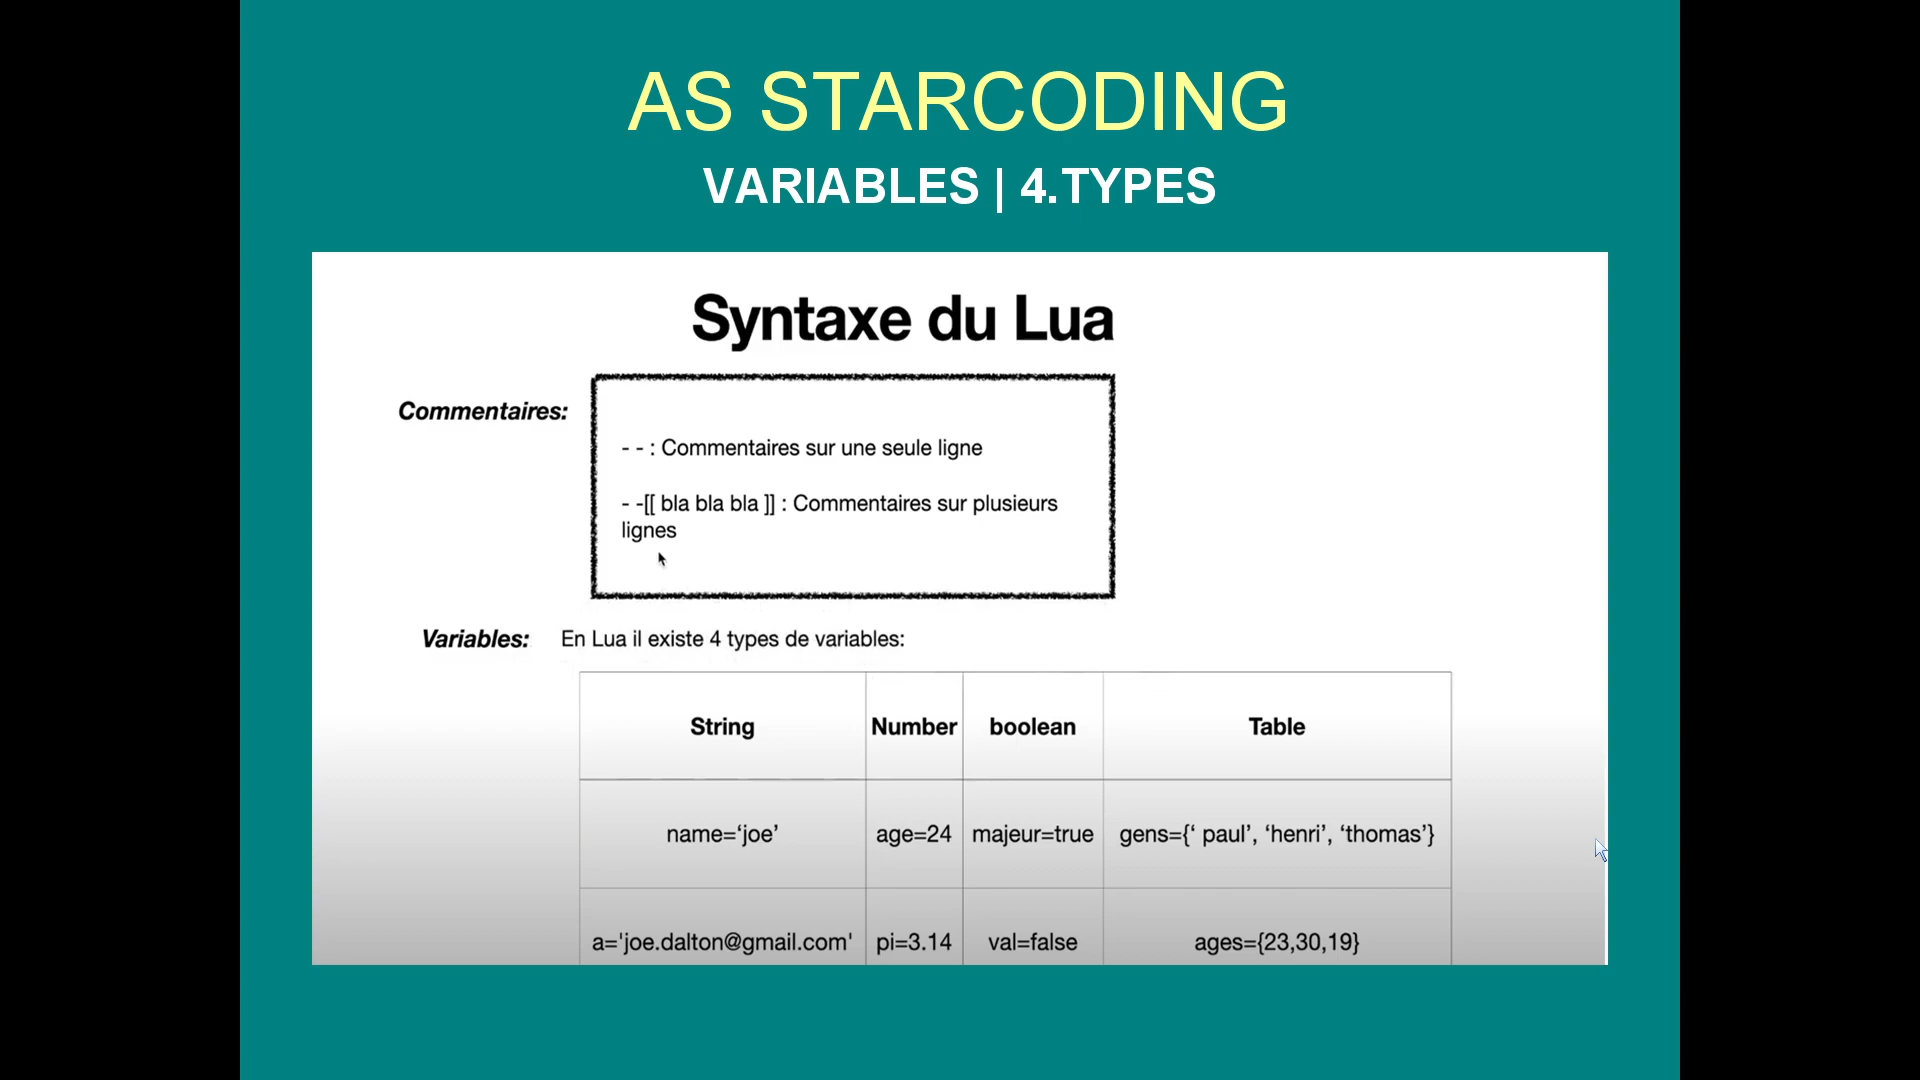 AS STARCODING
VARIABLES | 4.TYPES
Syntaxe du Lua
Commentaires:
- - : Commentaires sur une seule ligne
- -[[ bla bla bla ]] : Commentaires sur plusieurs
lignes
Variables: En Lua il existe 4 types de variables:
String Number boolean Table
name=‘joe’ age=24 majeur=true gens={‘ paul’, ‘henri’, ‘thomas’}
a='joe.dalton@gmail.com' pi=3.14 val=false ages={23,30,19}